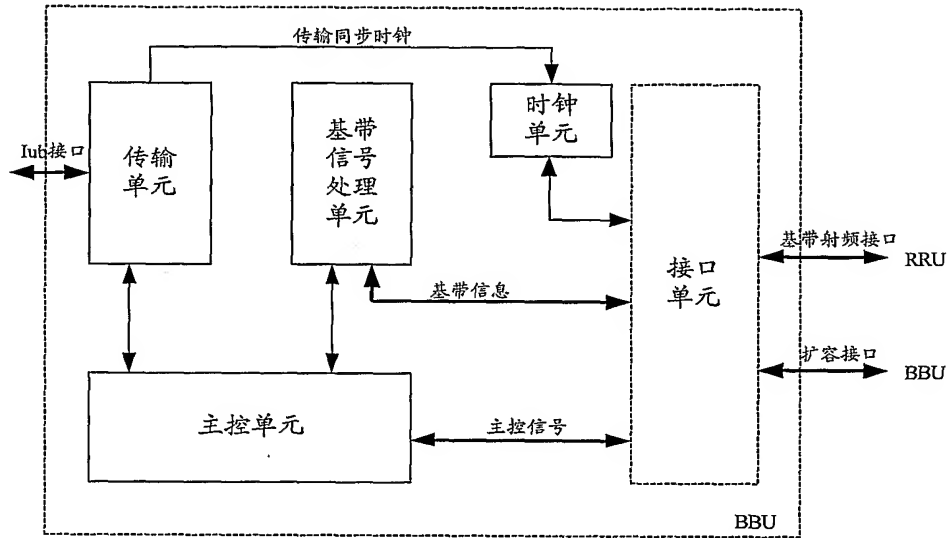 传输同步时钟
Iub接口
传输
单元
基带
信号
处理
单元
时钟
单元
接口
单元
基带射频接口
RRU
基带信息
扩容接口
BBU
主控单元
主控信号
BBU